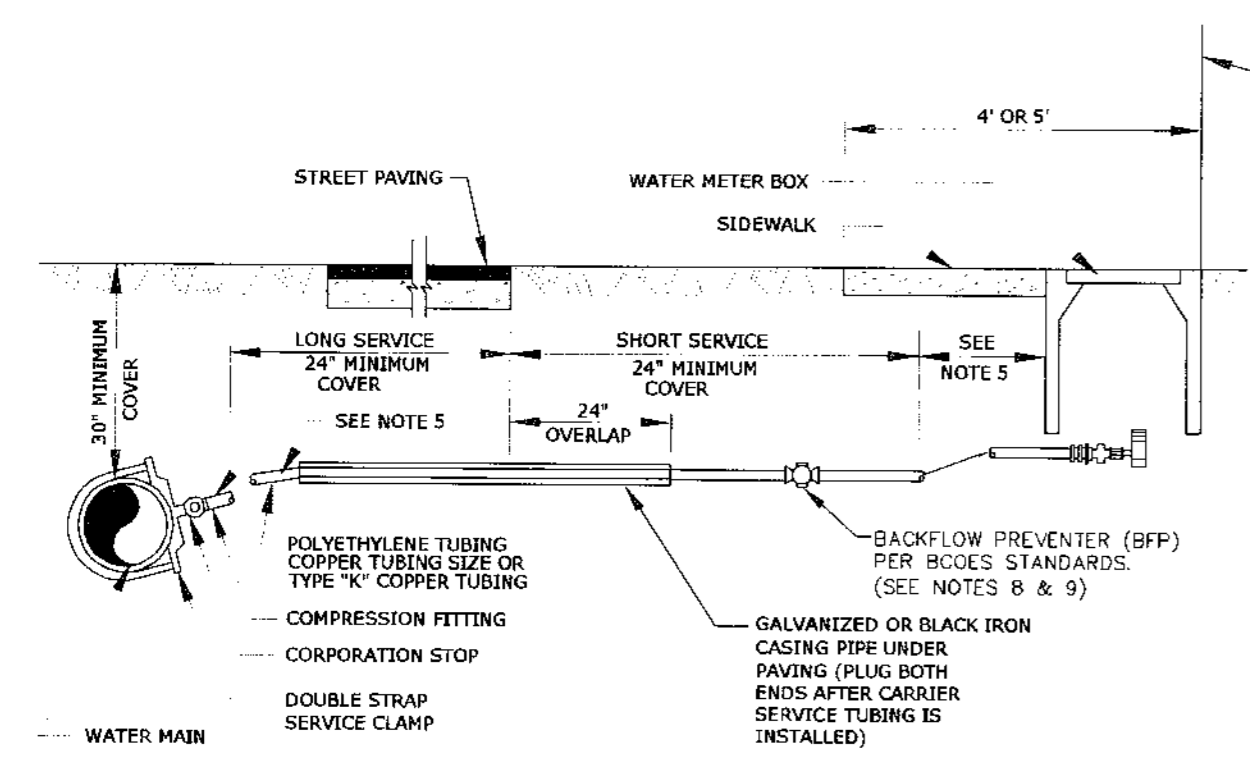 4' OR 5'
STREET PAVING
WATER METER BOX
SIDEWALK
30" MINIMUM
COVER
LONG SERVICE
24" MINIMUM
COVER
SHORT SERVICE
24" MINIMUM
COVER
SEE
NOTE 5
SEE NOTE 5
24"
OVERLAP
POLYETHYLENE TUBING
COPPER TUBING SIZE OR
TYPE "K" COPPER TUBING
COMPRESSION FITTING
CORPORATION STOP
DOUBLE STRAP
SERVICE CLAMP
WATER MAIN
BACKFLOW PREVENTER (BFP)
PER BCOES STANDARDS.
(SEE NOTES 8 & 9)
GALVANIZED OR BLACK IRON
CASING PIPE UNDER
PAVING (PLUG BOTH
ENDS AFTER CARRIER
SERVICE TUBING IS
INSTALLED)